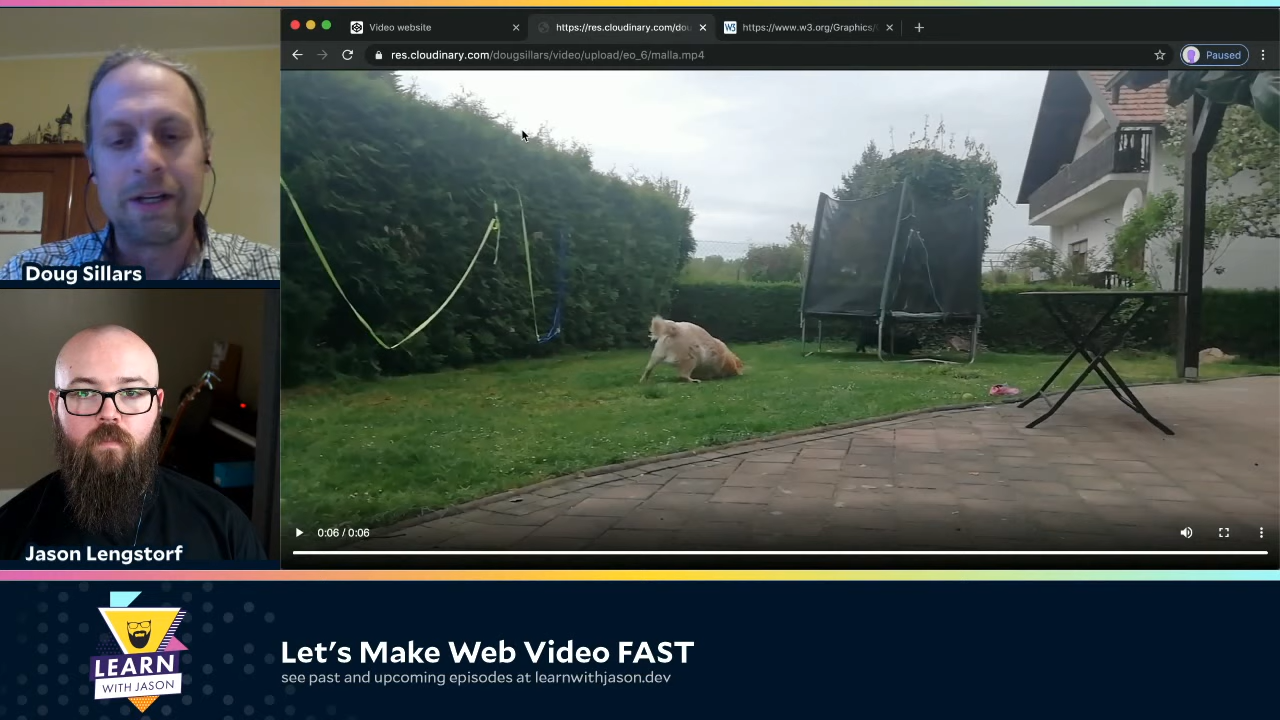 Video website
https://res.cloudinary.com/dou
https://www.w3.org/Graphics/
res.cloudinary.com/dougsillars/video/upload/eo_6/malla.mp4
Paused
Doug Sillars
Jason Lengstorf
0:06 / 0:06
LEARN
WITH JASON
Let's Make Web Video FAST
see past and upcoming episodes at learnwithjason.dev